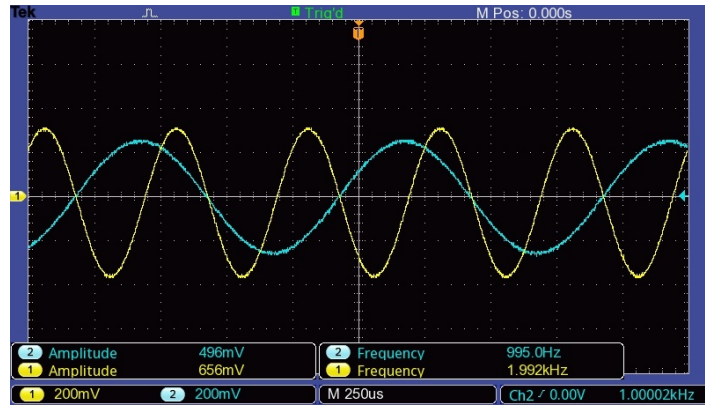 Tek T Trig'd M Pos: 0.000s
T
1
2 Amplitude 496mV 2 Frequency 995.0Hz
1 Amplitude 656mV 1 Frequency 1.992kHz
1 200mV 2 200mV M 250us Ch2 / 0.00V 1.00002kHz